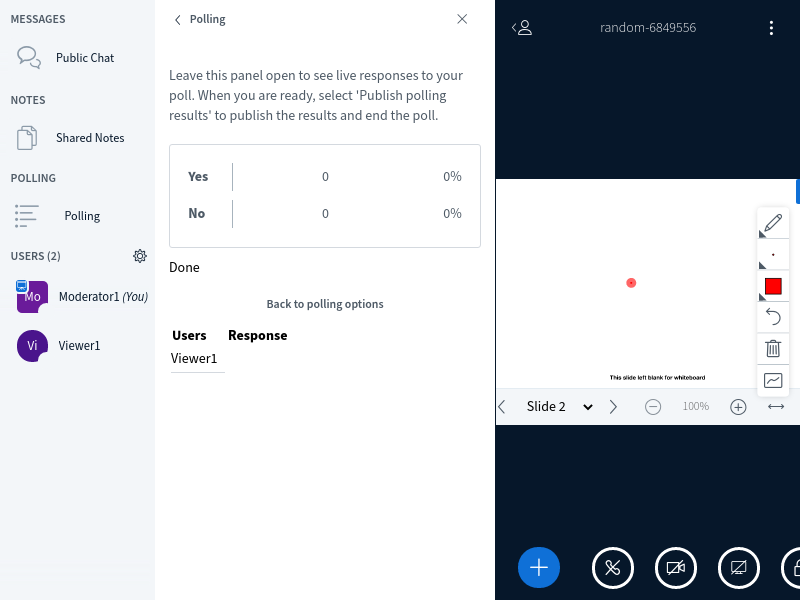 MESSAGES
Public Chat
NOTES
Shared Notes
POLLING
Polling
USERS (2)
Mo
Moderator1 (You)
Vi
Viewer1
Polling
Leave this panel open to see live responses to your
poll. When you are ready, select 'Publish polling
results' to publish the results and end the poll.
Yes 0 0%
No 0 0%
Done
Back to polling options
Users Response
Viewer1
random-6849556
This slide left blank for whiteboard
Slide 2
100%